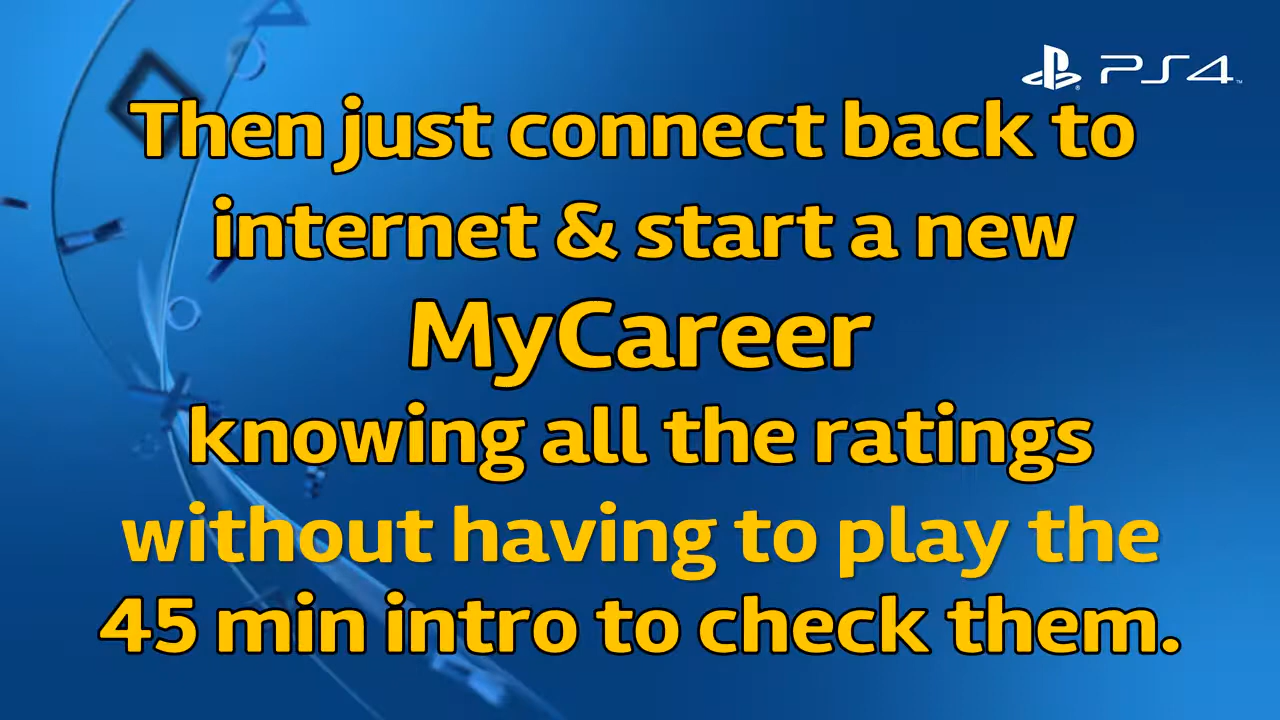 PS4
Then just connect back to
internet & start a new
MyCareer
knowing all the ratings
without having to play the
45 min intro to check them.